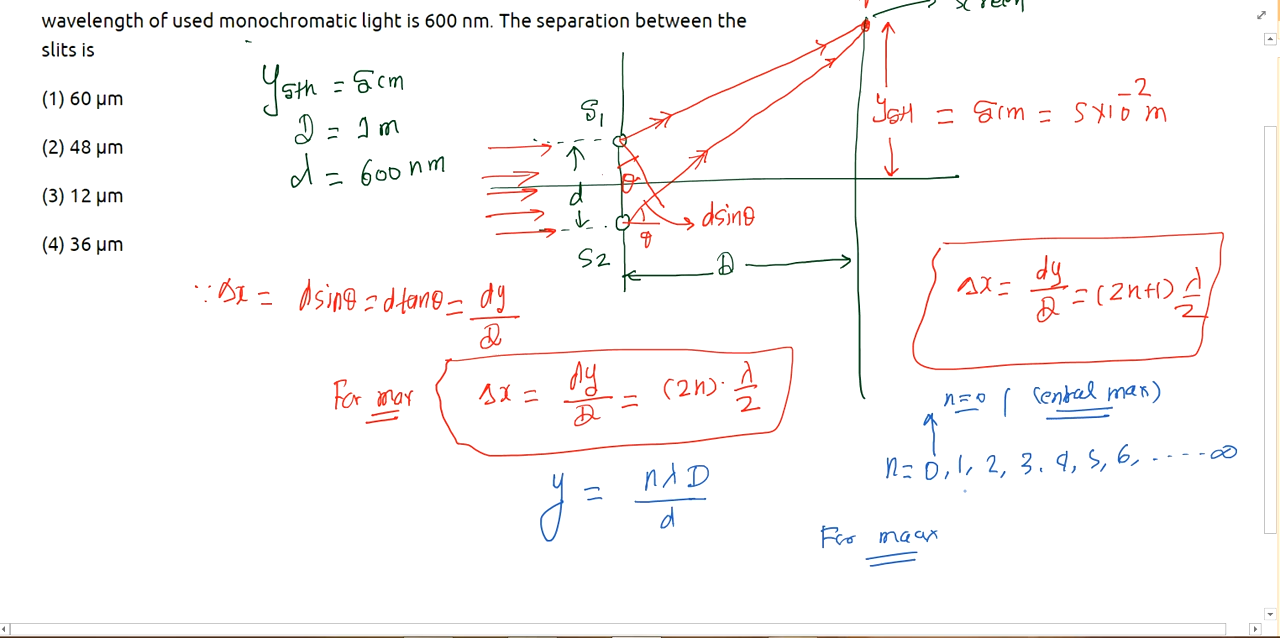 screen
wavelength of used monochromatic light is 600 nm. The separation between the
slits is
y5th = 5cm
(1) 60 µm
D = 1m
(2) 48 µm
d = 600 nm
(3) 12 µm
(4) 36 µm
S1
d
S2
θ
θ
dsinθ
D
y5th = 5cm = 5×10⁻² m
∵ Δx = dsinθ = dtanθ = dy/D
Δx = dy/D = (2n+1) λ/2
For max Δx = dy/D = (2n)·λ/2
n=0 ( Central max)
n= 0, 1, 2, 3. 4, 5, 6, ------∞
y = nλD/d
For maax